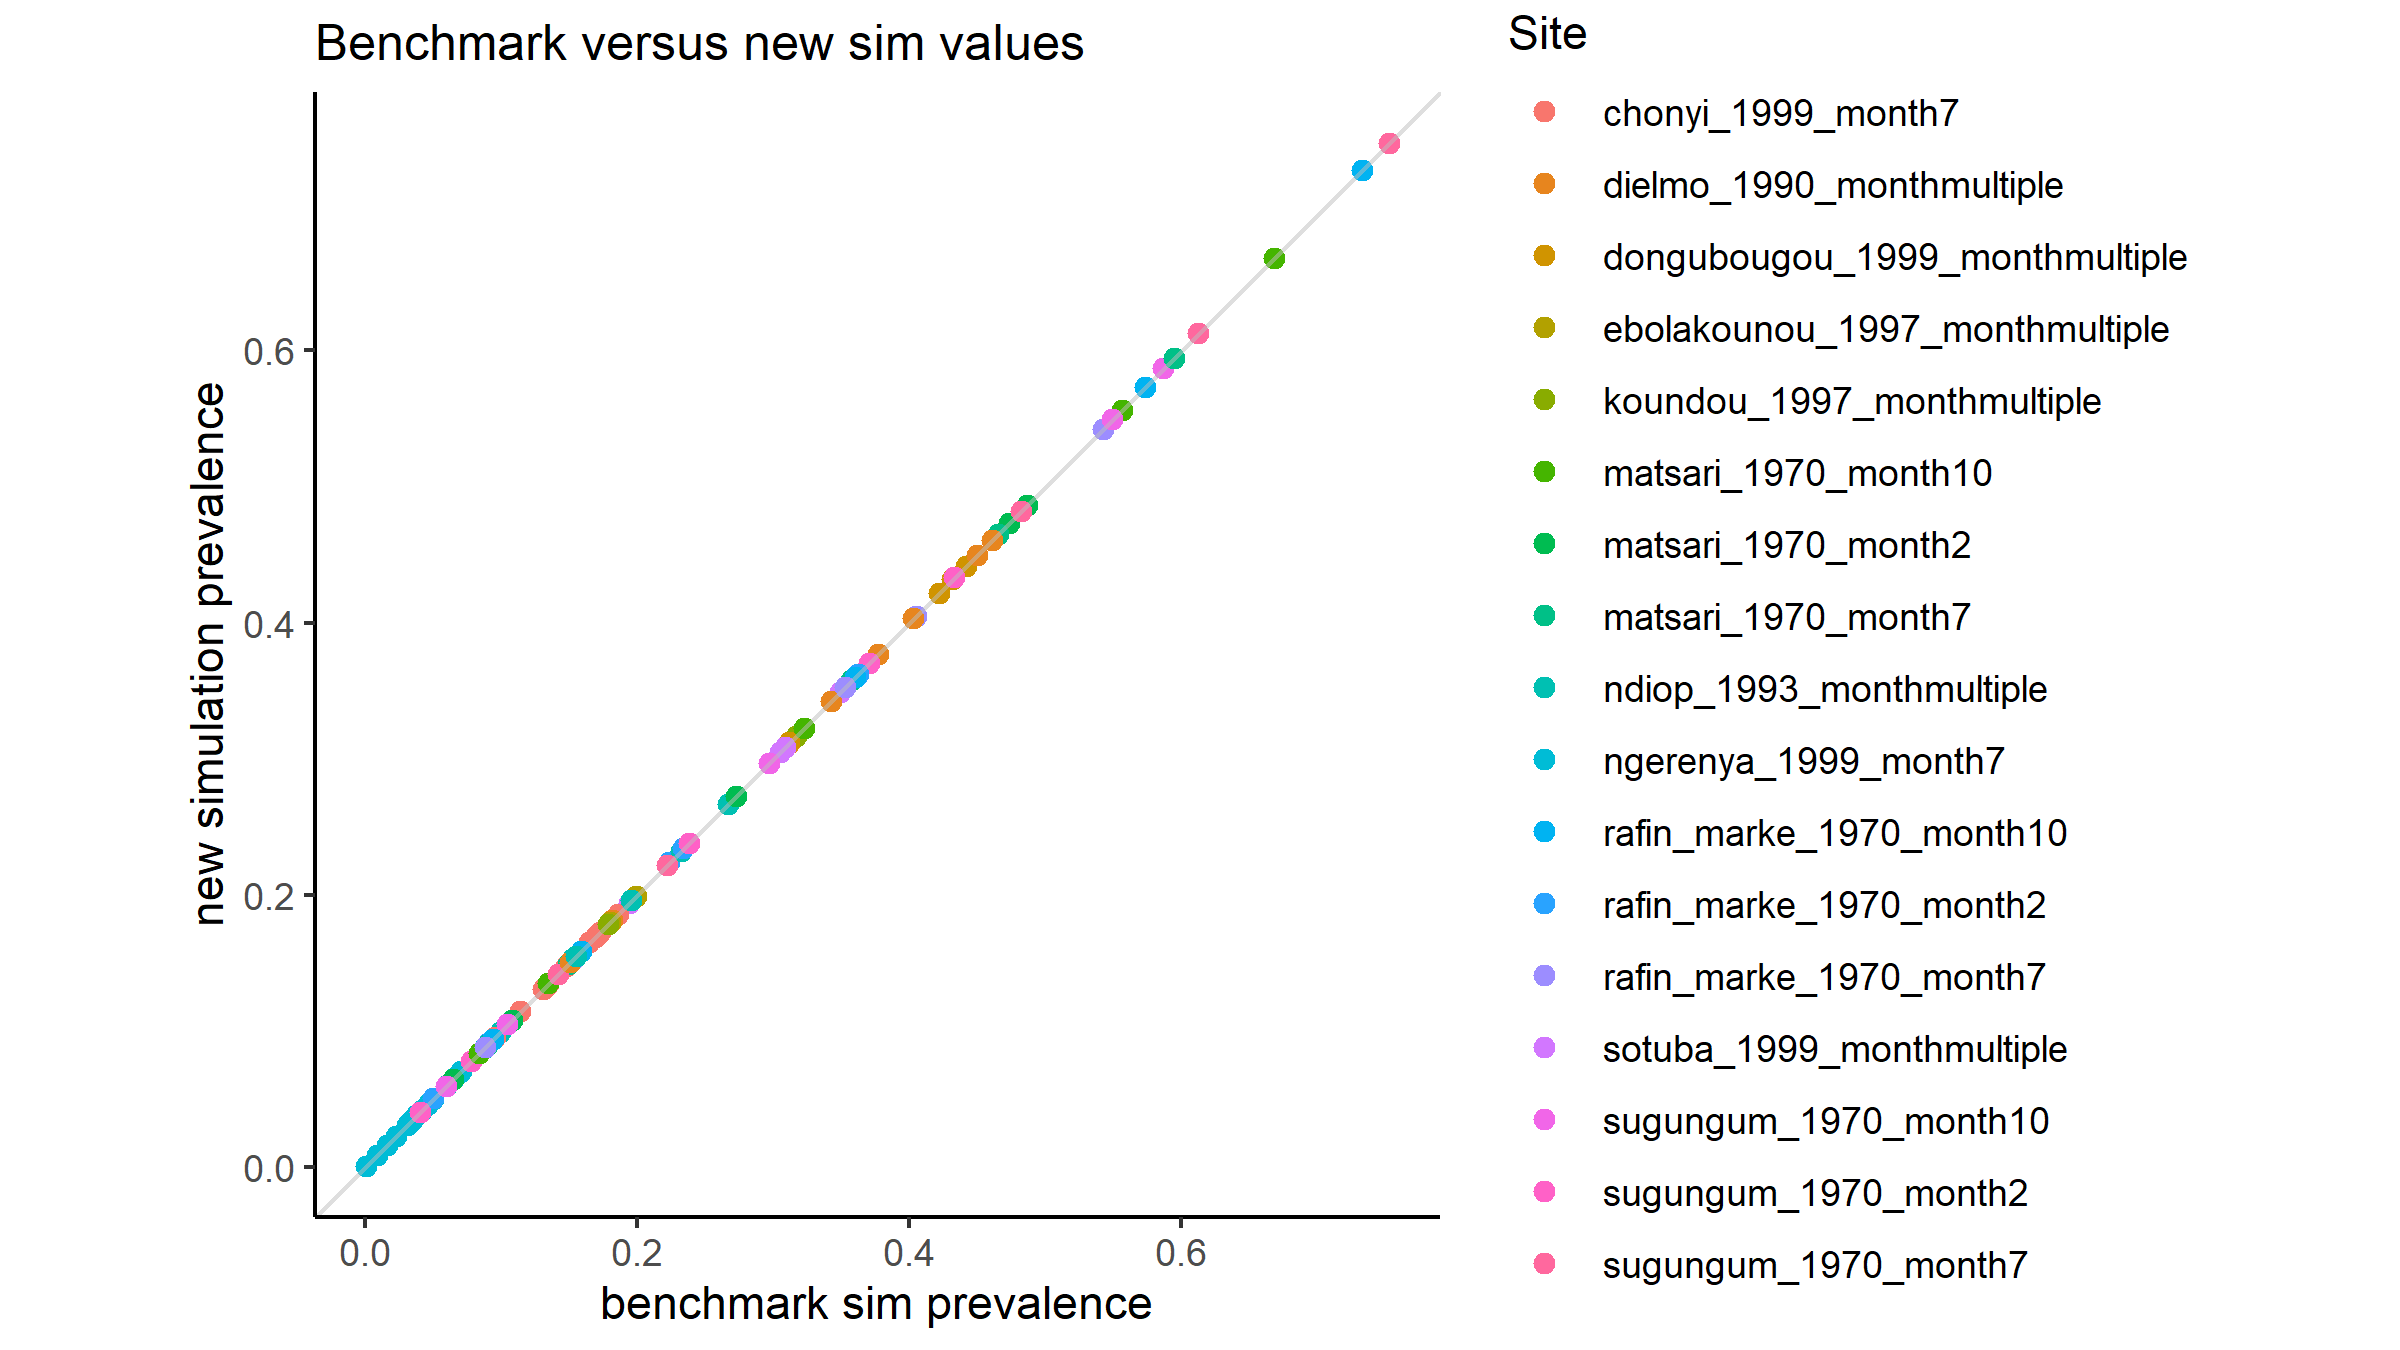 Benchmark versus new sim values
new simulation prevalence
0.6
0.4
0.2
0.0
0.0 0.2 0.4 0.6
benchmark sim prevalence
Site
chonyi_1999_month7
dielmo_1990_monthmultiple
dongubougou_1999_monthmultiple
ebolakounou_1997_monthmultiple
koundou_1997_monthmultiple
matsari_1970_month10
matsari_1970_month2
matsari_1970_month7
ndiop_1993_monthmultiple
ngerenya_1999_month7
rafin_marke_1970_month10
rafin_marke_1970_month2
rafin_marke_1970_month7
sotuba_1999_monthmultiple
sugungum_1970_month10
sugungum_1970_month2
sugungum_1970_month7